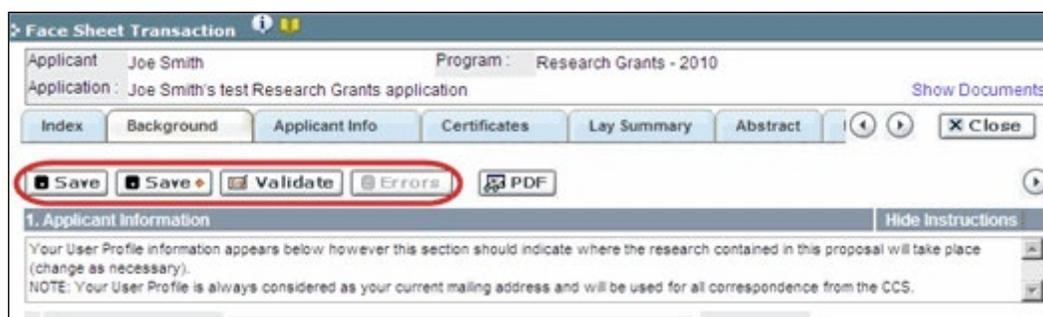 Face Sheet Transaction
Applicant Joe Smith Program : Research Grants - 2010
Application : Joe Smith's test Research Grants application Show Documents
Index Background Applicant Info Certificates Lay Summary Abstract Close
Save Save Validate Errors PDF
1. Applicant Information Hide Instructions
Your User Profile information appears below however this section should indicate where the research contained in this proposal will take place
(change as necessary).
NOTE: Your User Profile is always considered as your current mailing address and will be used for all correspondence from the CCS.